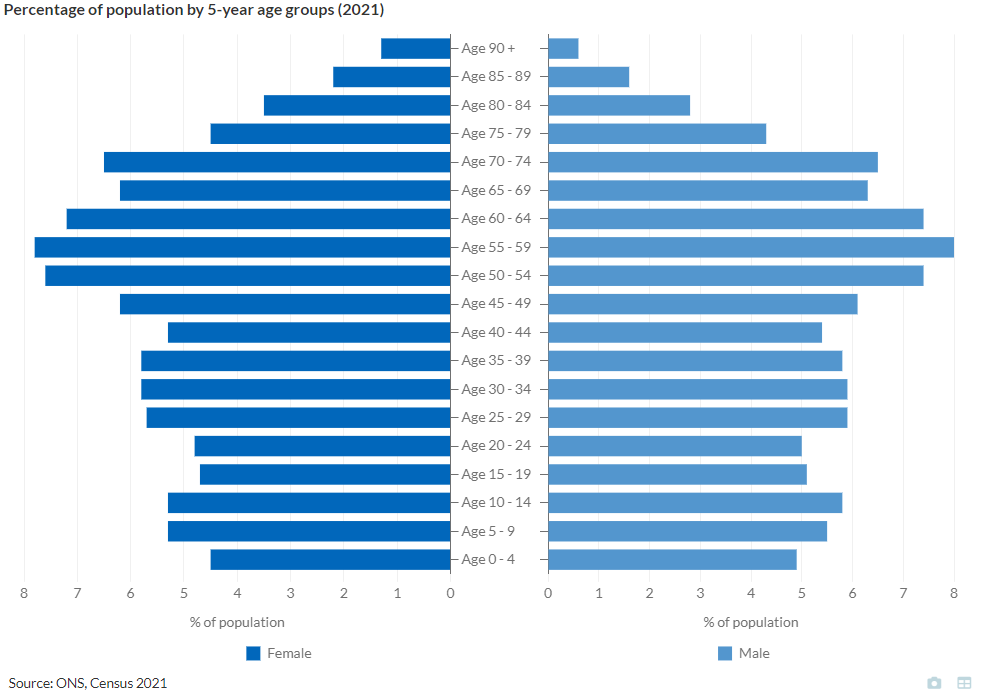 Percentage of population by 5-year age groups (2021)
Age 90 +
Age 85 - 89
Age 80 - 84
Age 75 - 79
Age 70 - 74
Age 65 - 69
Age 60 - 64
Age 55 - 59
Age 50 - 54
Age 45 - 49
Age 40 - 44
Age 35 - 39
Age 30 - 34
Age 25 - 29
Age 20 - 24
Age 15 - 19
Age 10 - 14
Age 5 - 9
Age 0 - 4
8 7 6 5 4 3 2 1 0 0 1 2 3 4 5 6 7 8
% of population % of population
Female Male
Source: ONS, Census 2021